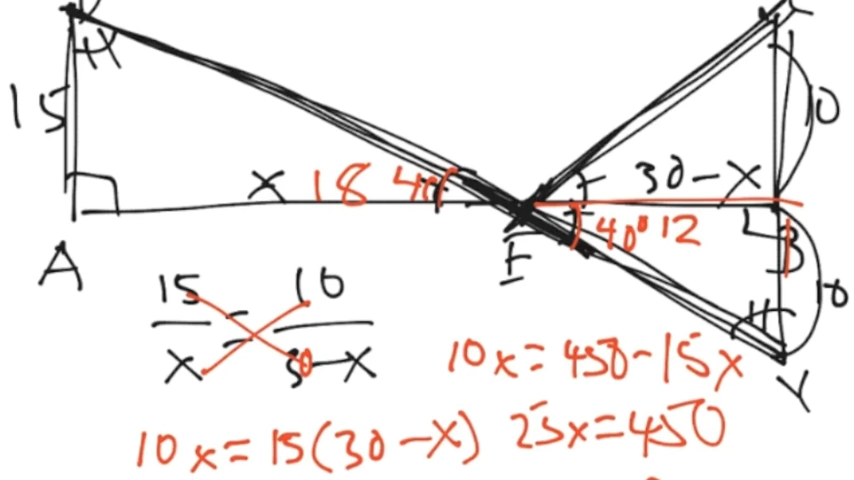 15
10
x 18 40°
30-x
40° 12
A
F
B
10
15/x = 10/30-x
Y
10x = 450-15x
10x = 15(30-x) 25x = 450